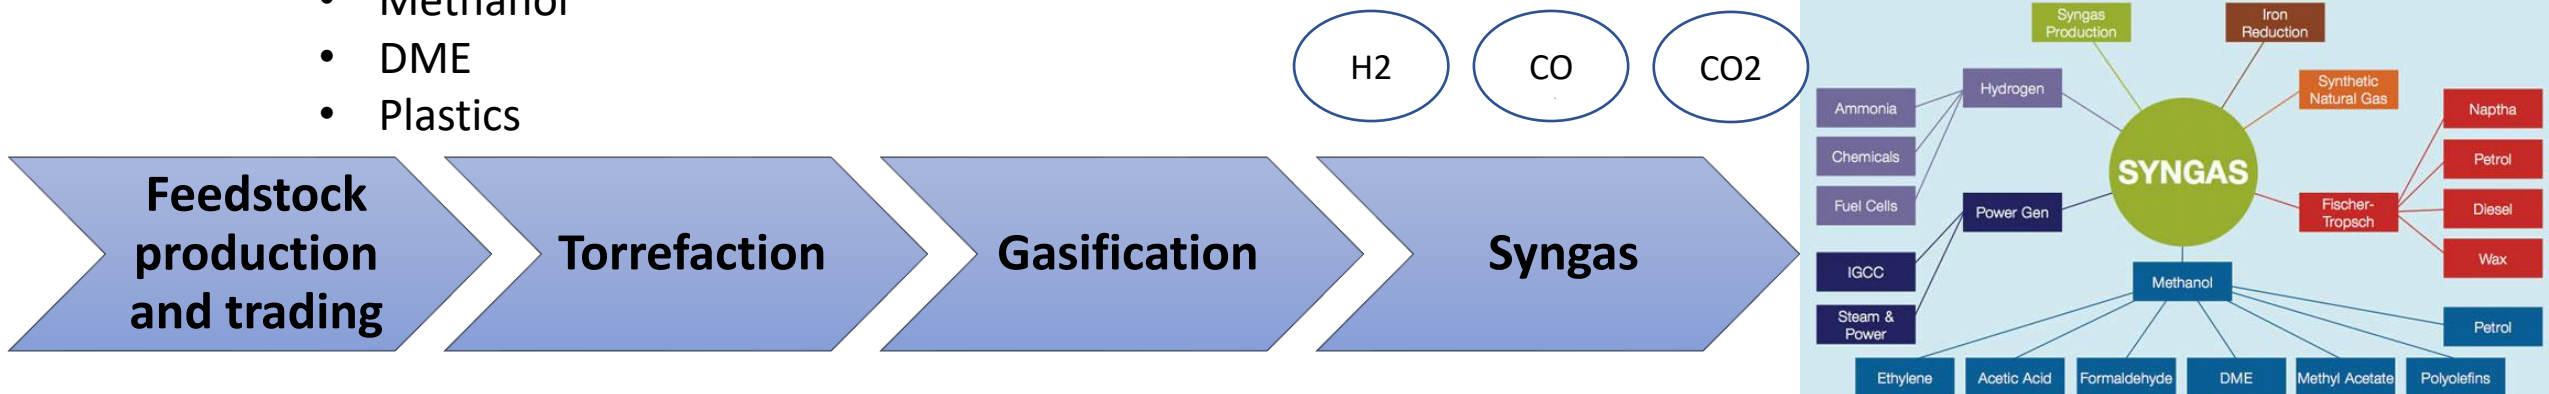 • Methanol
• DME
• Plastics
H2
CO
CO2
Feedstock
production
and trading
Torrefaction
Gasification
Syngas
Syngas
Production
Iron
Reduction
Hydrogen
Synthetic
Natural Gas
Ammonia
Chemicals
Fuel Cells
SYNGAS
Naptha
Petrol
Diesel
Wax
Power Gen
Fischer-
Tropsch
IGCC
Steam &
Power
Methanol
Petrol
Ethylene
Acetic Acid
Formaldehyde
DME
Methyl Acetate
Polyolefins